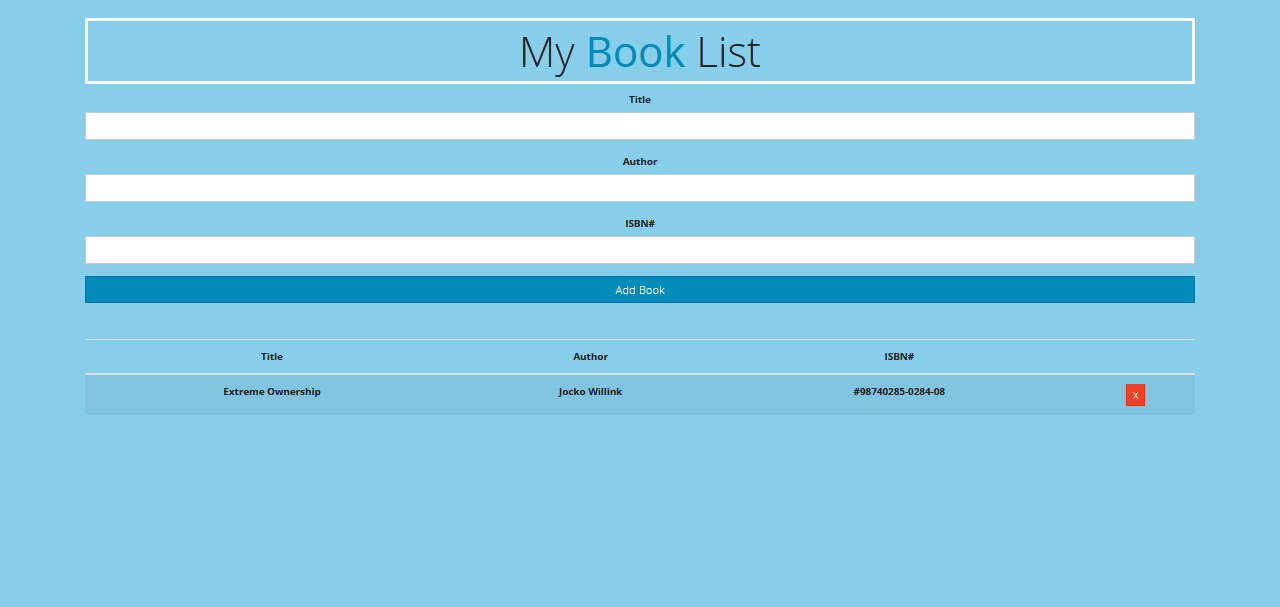 My Book List
Title
Author
ISBN#
Add Book
Title Author ISBN#
Extreme Ownership Jocko Willink #98740285-0284-08 X